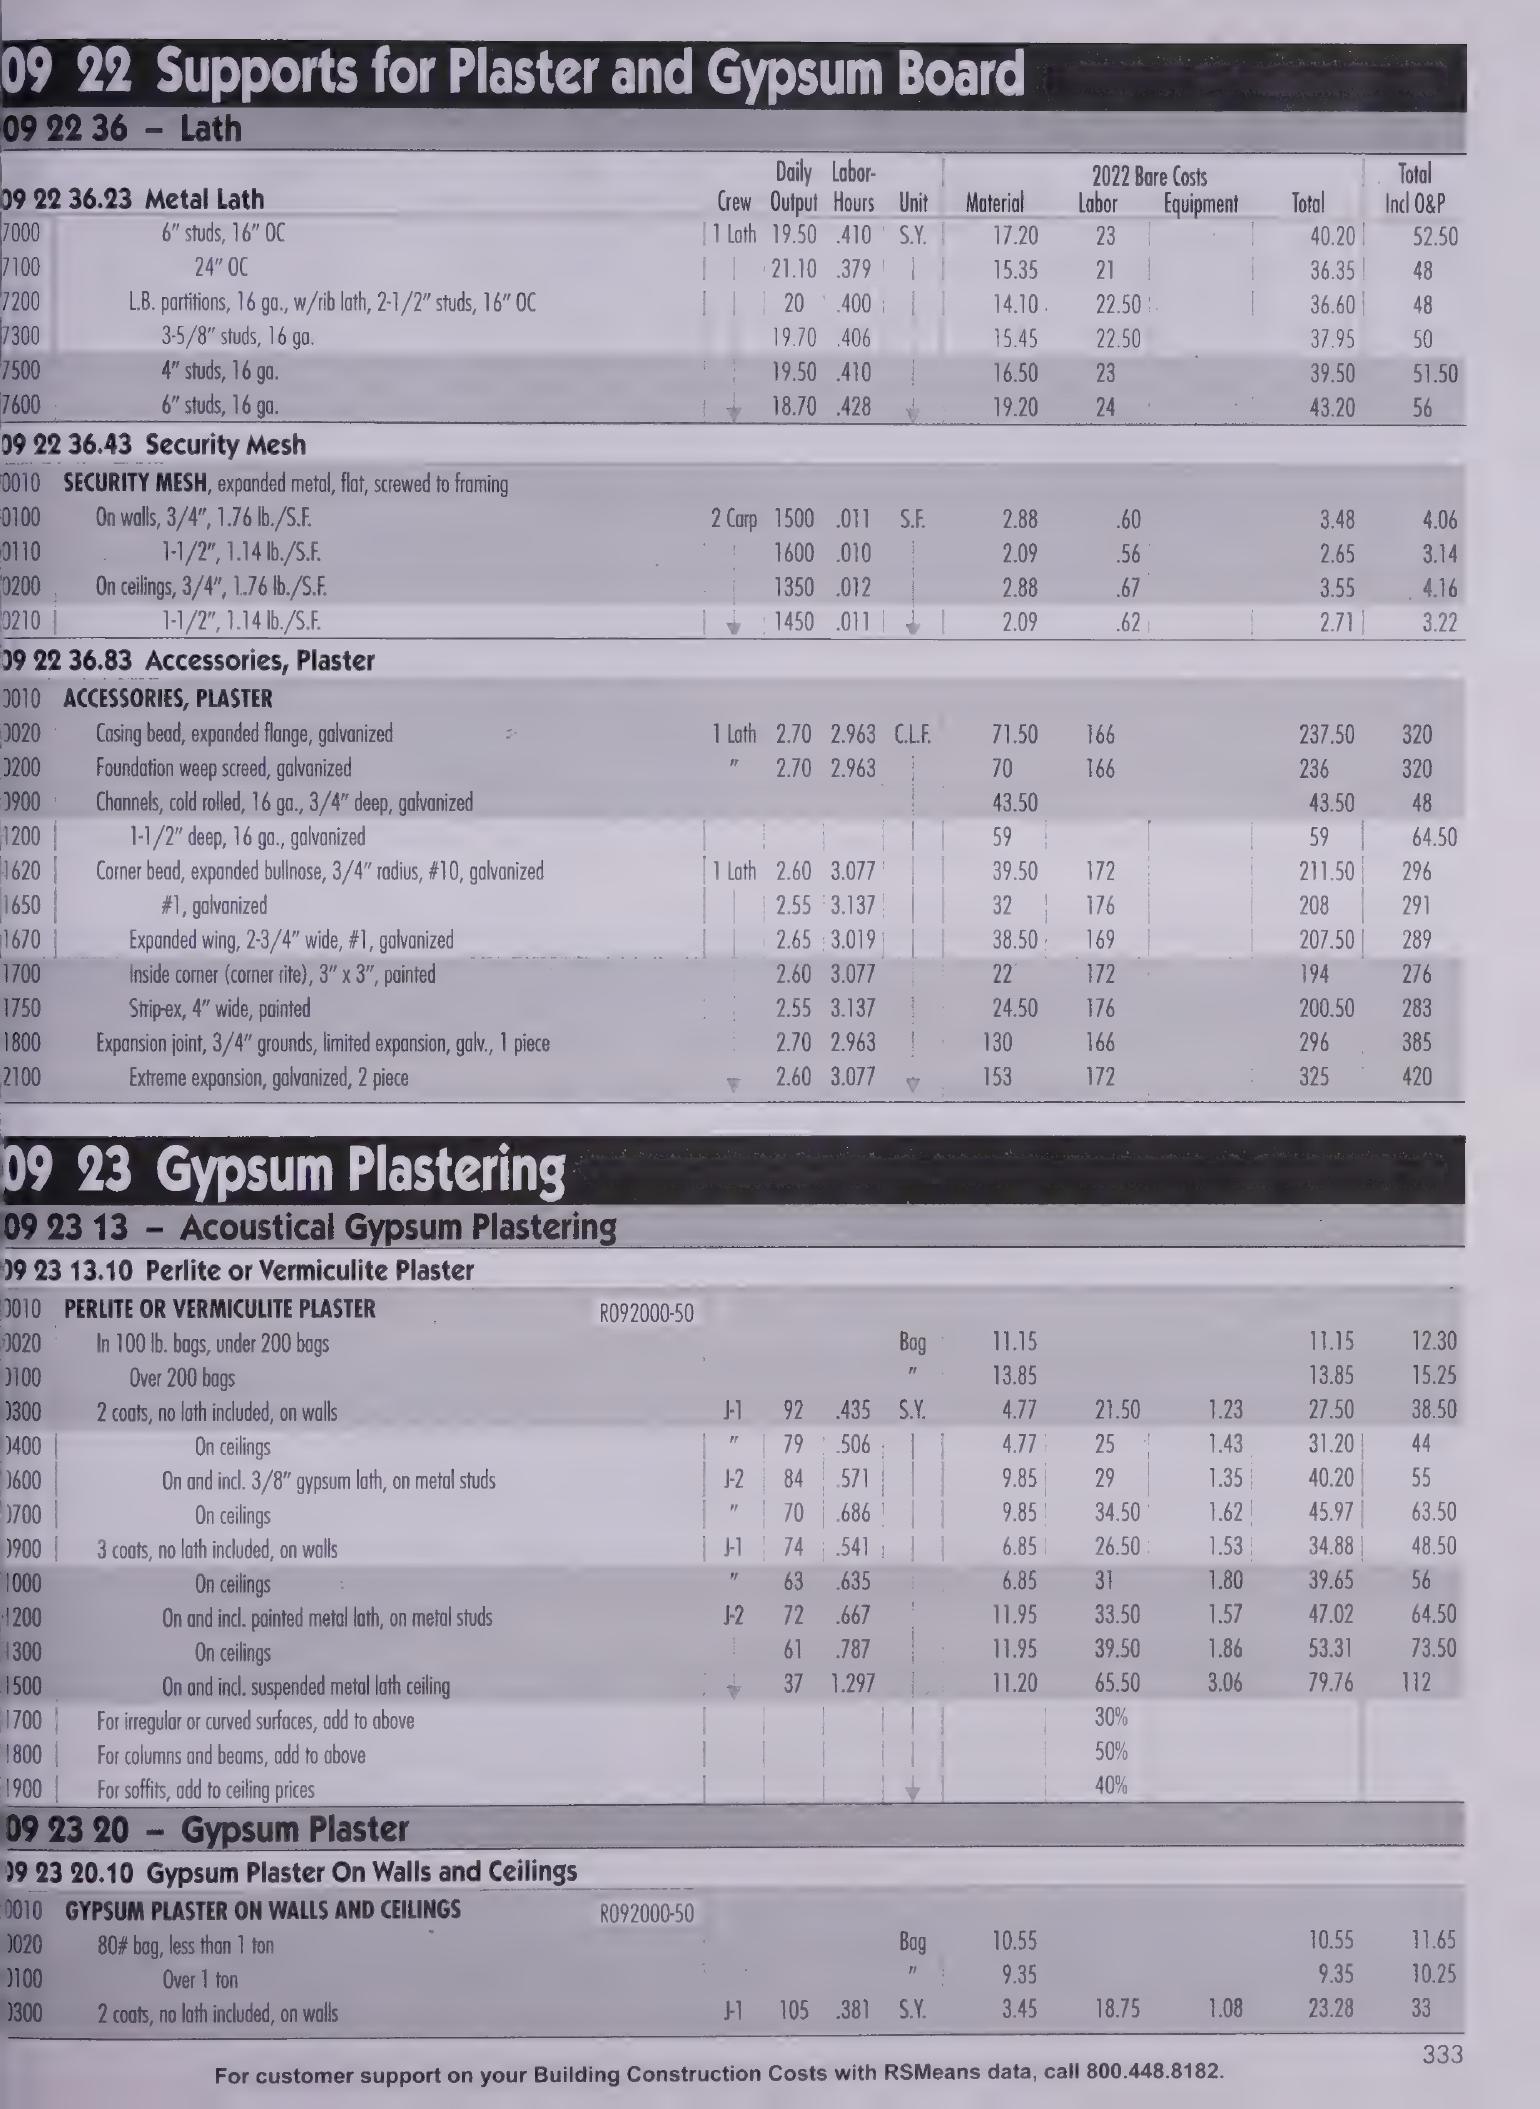 09 22 Supports for Plaster and Gypsum Board
09 22 36 – Lath
09 22 36.23 Metal Lath Crew Daily Output Labor-Hours Unit Material 2022 Bare Costs Labor Equipment Total Total Incl O&P
7000 6" studs, 16" OC 1 Lath 19.50 .410 S.Y. 17.20 23 40.20 52.50
7100 24" OC 21.10 .379 15.35 21 36.35 48
7200 L.B. partitions, 16 ga., w/rib lath, 2-1/2" studs, 16" OC 20 .400 14.10 22.50 36.60 48
7300 3-5/8" studs, 16 ga. 19.70 .406 15.45 22.50 37.95 50
7500 4" studs, 16 ga. 19.50 .410 16.50 23 39.50 51.50
7600 6" studs, 16 ga. 18.70 .428 19.20 24 43.20 56
09 22 36.43 Security Mesh
0010 SECURITY MESH, expanded metal, flat, screwed to framing
0100 On walls, 3/4", 1.76 lb./S.F. 2 Carp 1500 .011 S.F. 2.88 .60 3.48 4.06
0110 1-1/2", 1.14 lb./S.F. 1600 .010 2.09 .56 2.65 3.14
0200 On ceilings, 3/4", 1.76 lb./S.F. 1350 .012 2.88 .67 3.55 4.16
0210 1-1/2", 1.14 lb./S.F. 1450 .011 2.09 .62 2.71 3.22
09 22 36.83 Accessories, Plaster
0010 ACCESSORIES, PLASTER
0020 Casing bead, expanded flange, galvanized 1 Lath 2.70 2.963 C.L.F. 71.50 166 237.50 320
0200 Foundation weep screed, galvanized " 2.70 2.963 70 166 236 320
0900 Channels, cold rolled, 16 ga., 3/4" deep, galvanized 43.50 43.50 48
1200 1-1/2" deep, 16 ga., galvanized 59 59 64.50
1620 Corner bead, expanded bullnose, 3/4" radius, #10, galvanized 1 Lath 2.60 3.077 39.50 172 211.50 296
1650 #1, galvanized 2.55 3.137 32 176 208 291
1670 Expanded wing, 2-3/4" wide, #1, galvanized 2.65 3.019 38.50 169 207.50 289
1700 Inside corner (corner rite), 3" x 3", painted 2.60 3.077 22 172 194 276
1750 Strip-ex, 4" wide, painted 2.55 3.137 24.50 176 200.50 283
1800 Expansion joint, 3/4" grounds, limited expansion, galv., 1 piece 2.70 2.963 130 166 296 385
2100 Extreme expansion, galvanized, 2 piece 2.60 3.077 153 172 325 420
09 23 Gypsum Plastering
09 23 13 – Acoustical Gypsum Plastering
09 23 13.10 Perlite or Vermiculite Plaster
0010 PERLITE OR VERMICULITE PLASTER R092000-50
0020 In 100 lb. bags, under 200 bags Bag 11.15 11.15 12.30
0100 Over 200 bags " 13.85 13.85 15.25
0300 2 coats, no lath included, on walls J-1 92 .435 S.Y. 4.77 21.50 1.23 27.50 38.50
0400 On ceilings " 79 .506 4.77 25 1.43 31.20 44
0600 On and incl. 3/8" gypsum lath, on metal studs J-2 84 .571 9.85 29 1.35 40.20 55
0700 On ceilings " 70 .686 9.85 34.50 1.62 45.97 63.50
0900 3 coats, no lath included, on walls J-1 74 .541 6.85 26.50 1.53 34.88 48.50
1000 On ceilings " 63 .635 6.85 31 1.80 39.65 56
1200 On and incl. painted metal lath, on metal studs J-2 72 .667 11.95 33.50 1.57 47.02 64.50
1300 On ceilings 61 .787 11.95 39.50 1.86 53.31 73.50
1500 On and incl. suspended metal lath ceiling 37 1.297 11.20 65.50 3.06 79.76 112
1700 For irregular or curved surfaces, add to above 30%
1800 For columns and beams, add to above 50%
1900 For soffits, add to ceiling prices 40%
09 23 20 – Gypsum Plaster
09 23 20.10 Gypsum Plaster On Walls and Ceilings
0010 GYPSUM PLASTER ON WALLS AND CEILINGS R092000-50
0020 80# bag, less than 1 ton Bag 10.55 10.55 11.65
0100 Over 1 ton " 9.35 9.35 10.25
0300 2 coats, no lath included, on walls J-1 105 .381 S.Y. 3.45 18.75 1.08 23.28 33
For customer support on your Building Construction Costs with RSMeans data, call 800.448.8182.
333